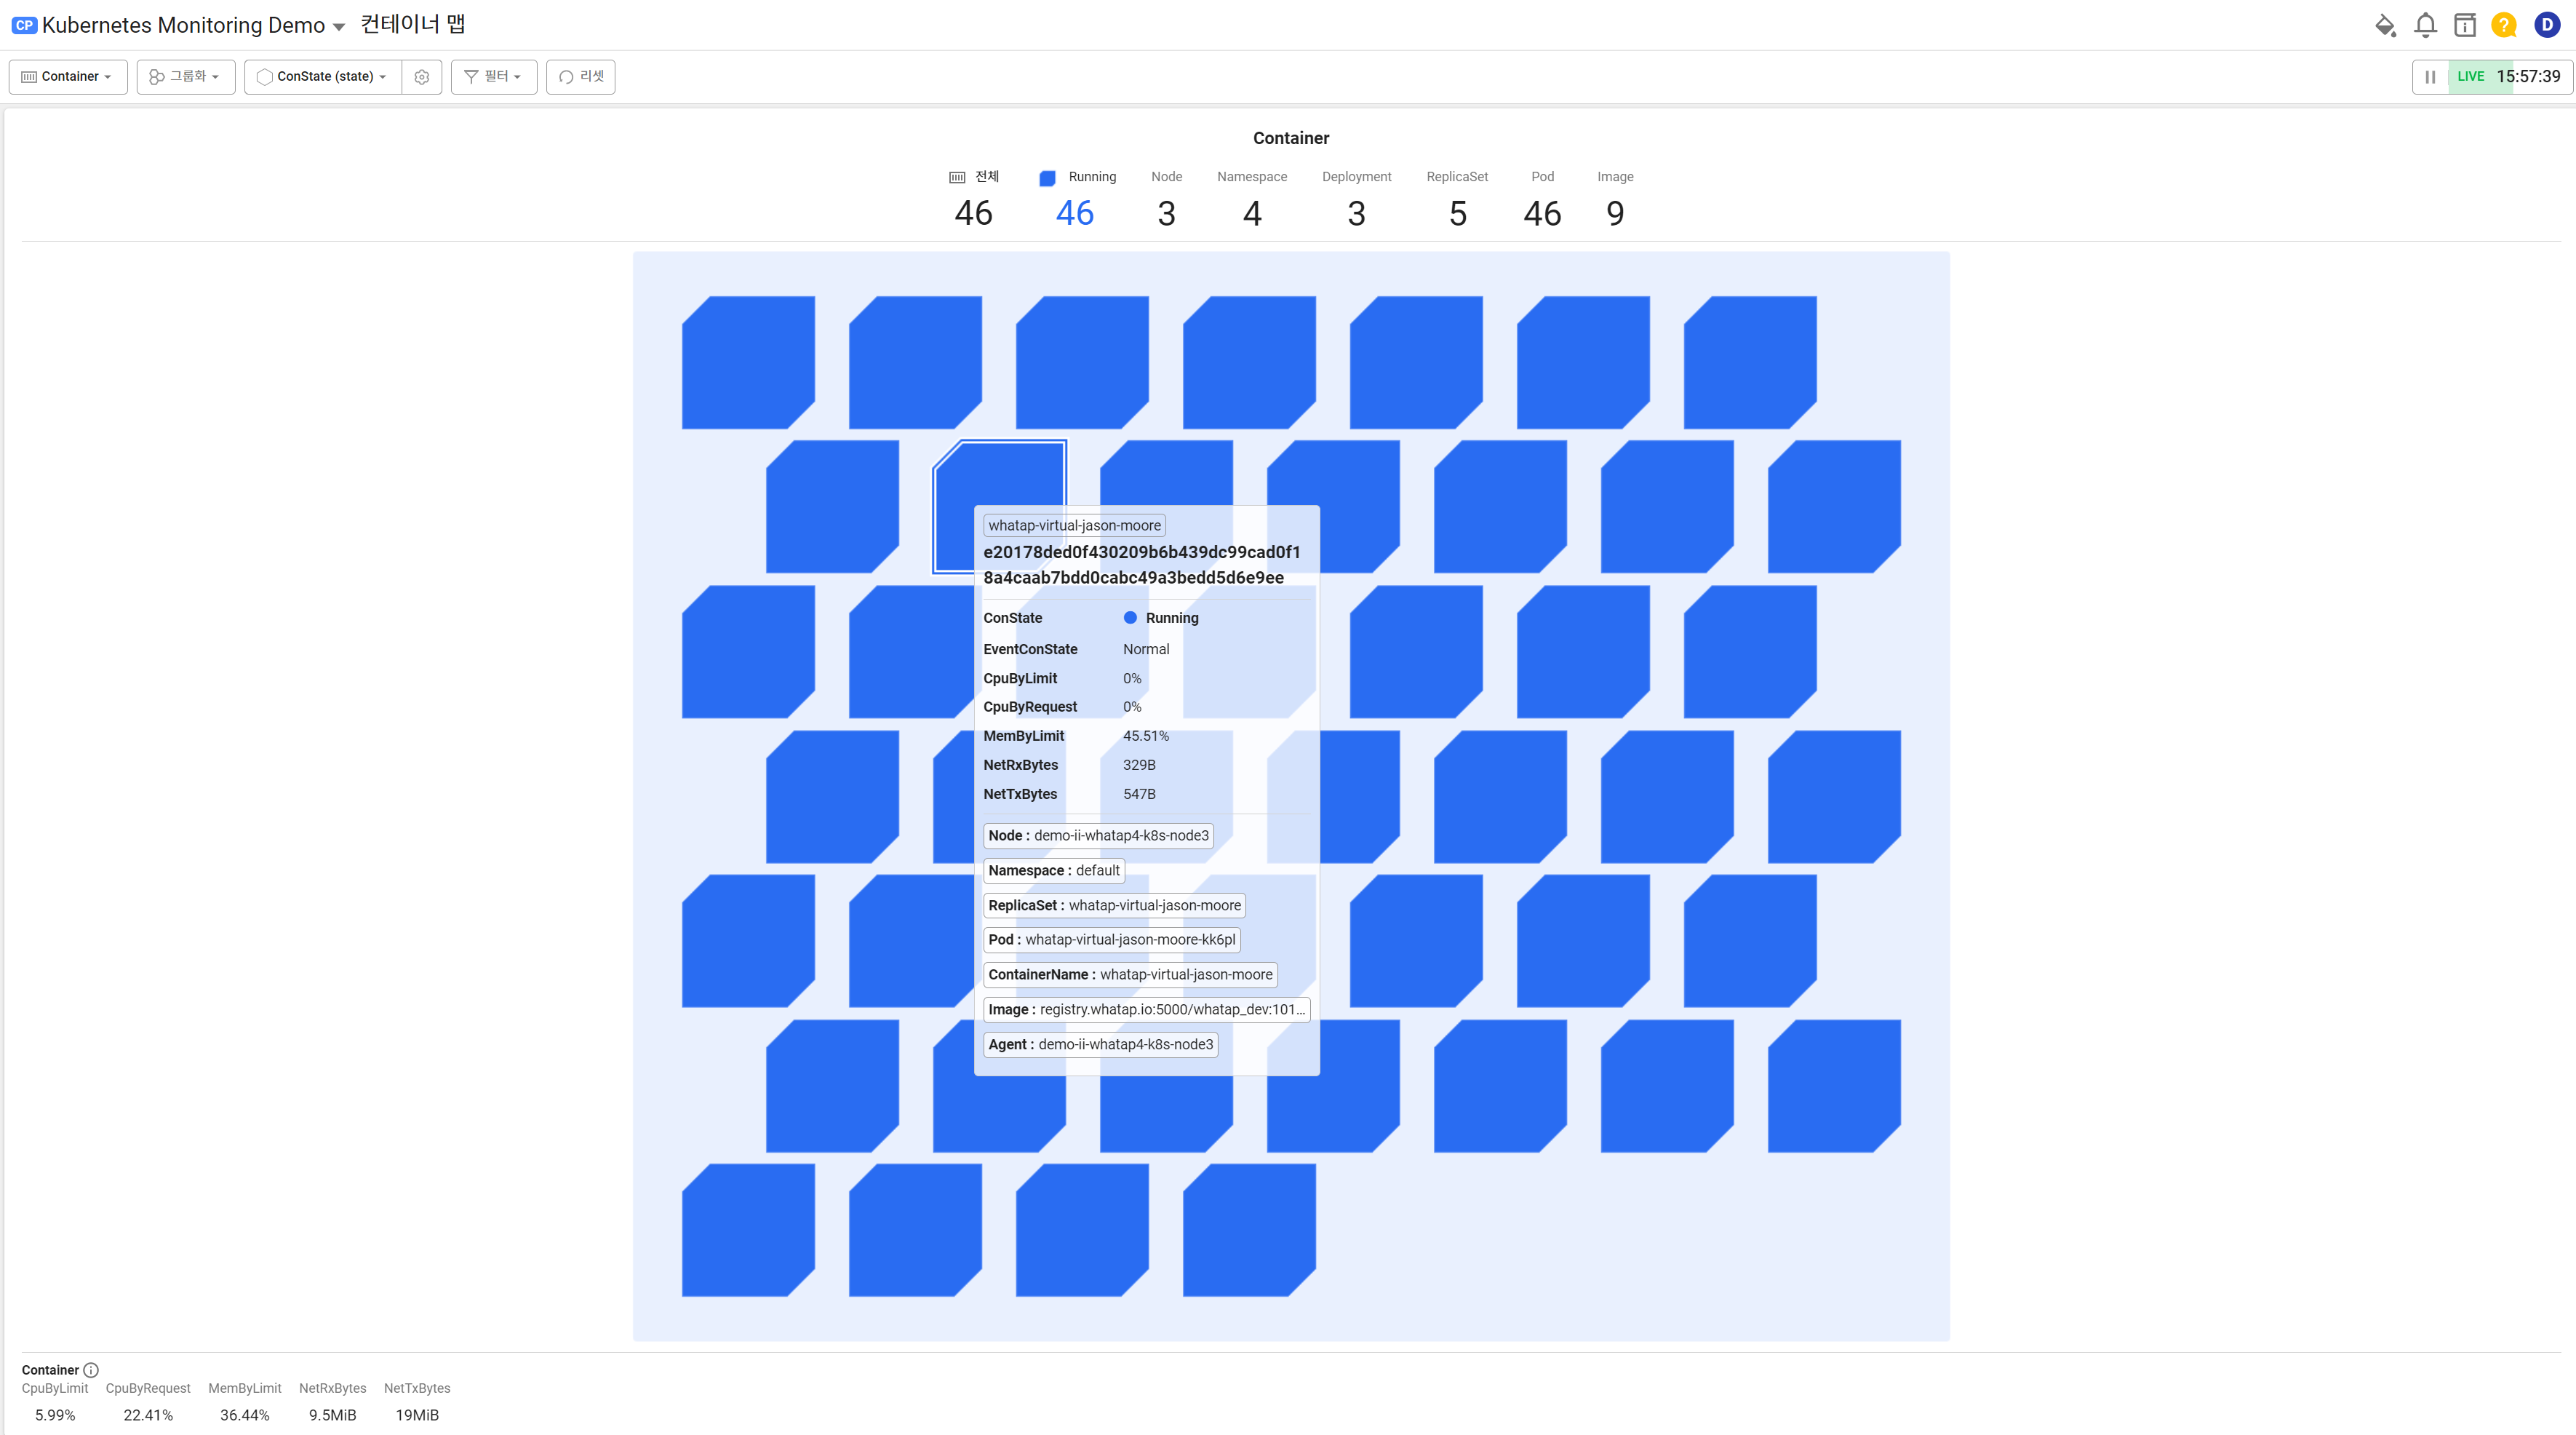 CP Kubernetes Monitoring Demo 컨테이너 맵 ? D
Container 그룹화 ConState (state) 필터 리셋 LIVE 15:57:39
Container
전체 Running Node Namespace Deployment ReplicaSet Pod Image
46 46 3 4 3 5 46 9
whatap-virtual-jason-moore
e20178ded0f430209b6b439dc99cad0f1
8a4caab7bdd0cabc49a3bedd5d6e9ee
ConState Running
EventConState Normal
CpuByLimit 0%
CpuByRequest 0%
MemByLimit 45.51%
NetRxBytes 329B
NetTxBytes 547B
Node : demo-ii-whatap4-k8s-node3
Namespace : default
ReplicaSet : whatap-virtual-jason-moore
Pod : whatap-virtual-jason-moore-kk6pl
ContainerName : whatap-virtual-jason-moore
Image : registry.whatap.io:5000/whatap_dev:101...
Agent : demo-ii-whatap4-k8s-node3
Container
CpuByLimit CpuByRequest MemByLimit NetRxBytes NetTxBytes
5.99% 22.41% 36.44% 9.5MiB 19MiB